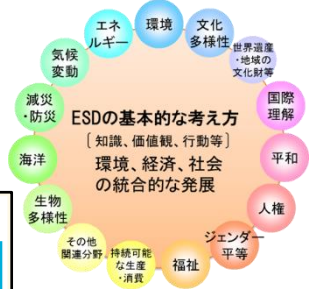 環境
文化
多様性
世界遺産
・地域の
文化財等
国際
理解
平和
人権
ジェンダー
平等
福祉
持続可能
な生産
・消費
その他
関連分野
生物
多様性
海洋
減災
・防災
気候
変動
エネ
ルギー
ESDの基本的な考え方
［知識、価値観、行動等］
環境、経済、社会
の統合的な発展